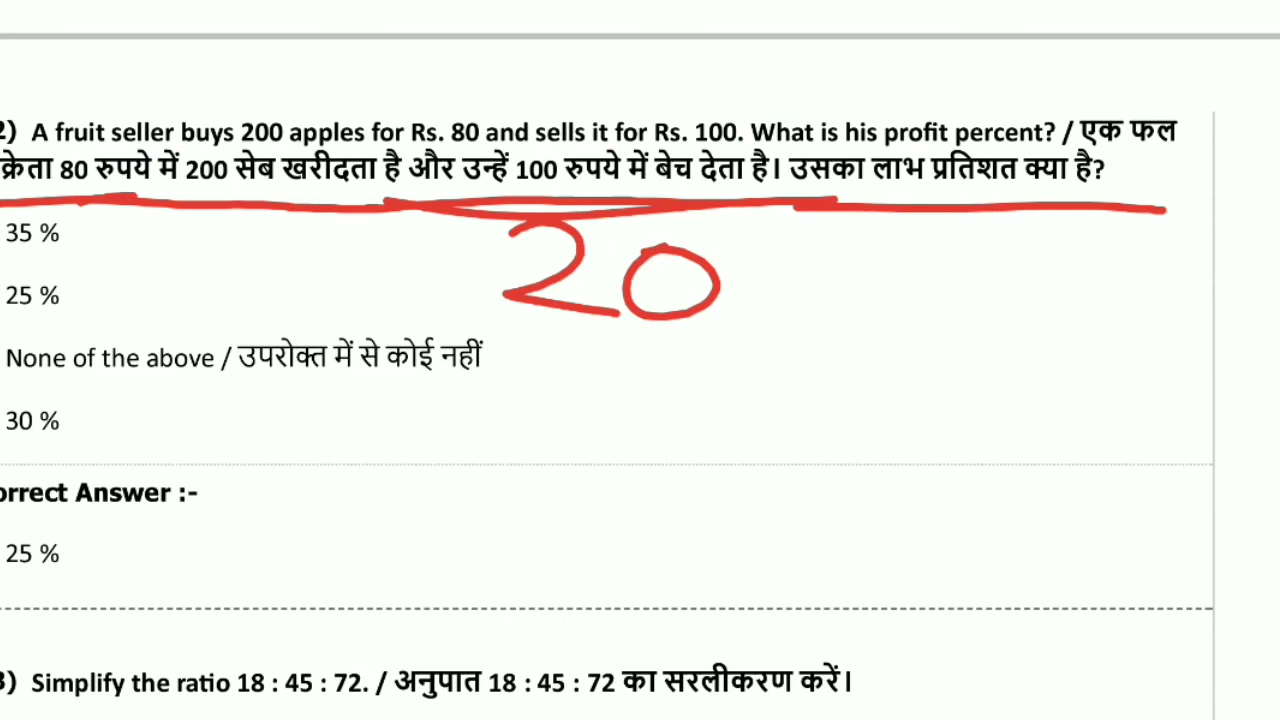 2) A fruit seller buys 200 apples for Rs. 80 and sells it for Rs. 100. What is his profit percent? / एक फल
क्रेता 80 रुपये में 200 सेब खरीदता है और उन्हें 100 रुपये में बेच देता है। उसका लाभ प्रतिशत क्या है?
20
35 %
25 %
None of the above / उपरोक्त में से कोई नहीं
30 %
orrect Answer :-
25 %
3) Simplify the ratio 18 : 45 : 72. / अनुपात 18 : 45 : 72 का सरलीकरण करें।